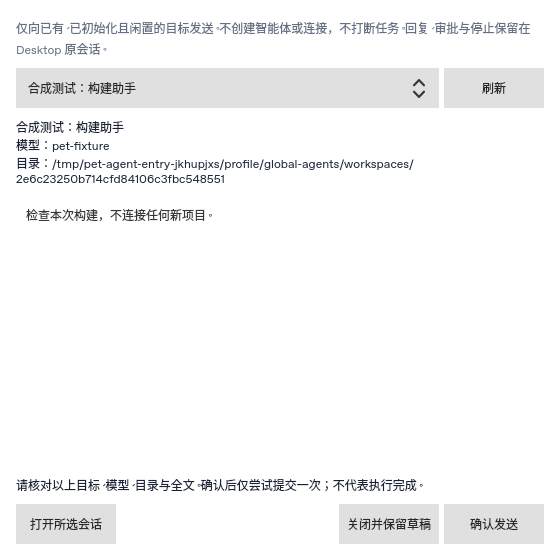 仅向已有、已初始化且闲置的目标发送。不创建智能体或连接，不打断任务。回复、审批与停止保留在
Desktop 原会话。
合成测试：构建助手
刷新
合成测试：构建助手
模型：pet-fixture
目录：/tmp/pet-agent-entry-jkhupjxs/profile/global-agents/workspaces/
2e6c23250b714cfd84106c3fbc548551
检查本次构建，不连接任何新项目。
请核对以上目标、模型、目录与全文。确认后仅尝试提交一次；不代表执行完成。
打开所选会话
关闭并保留草稿
确认发送